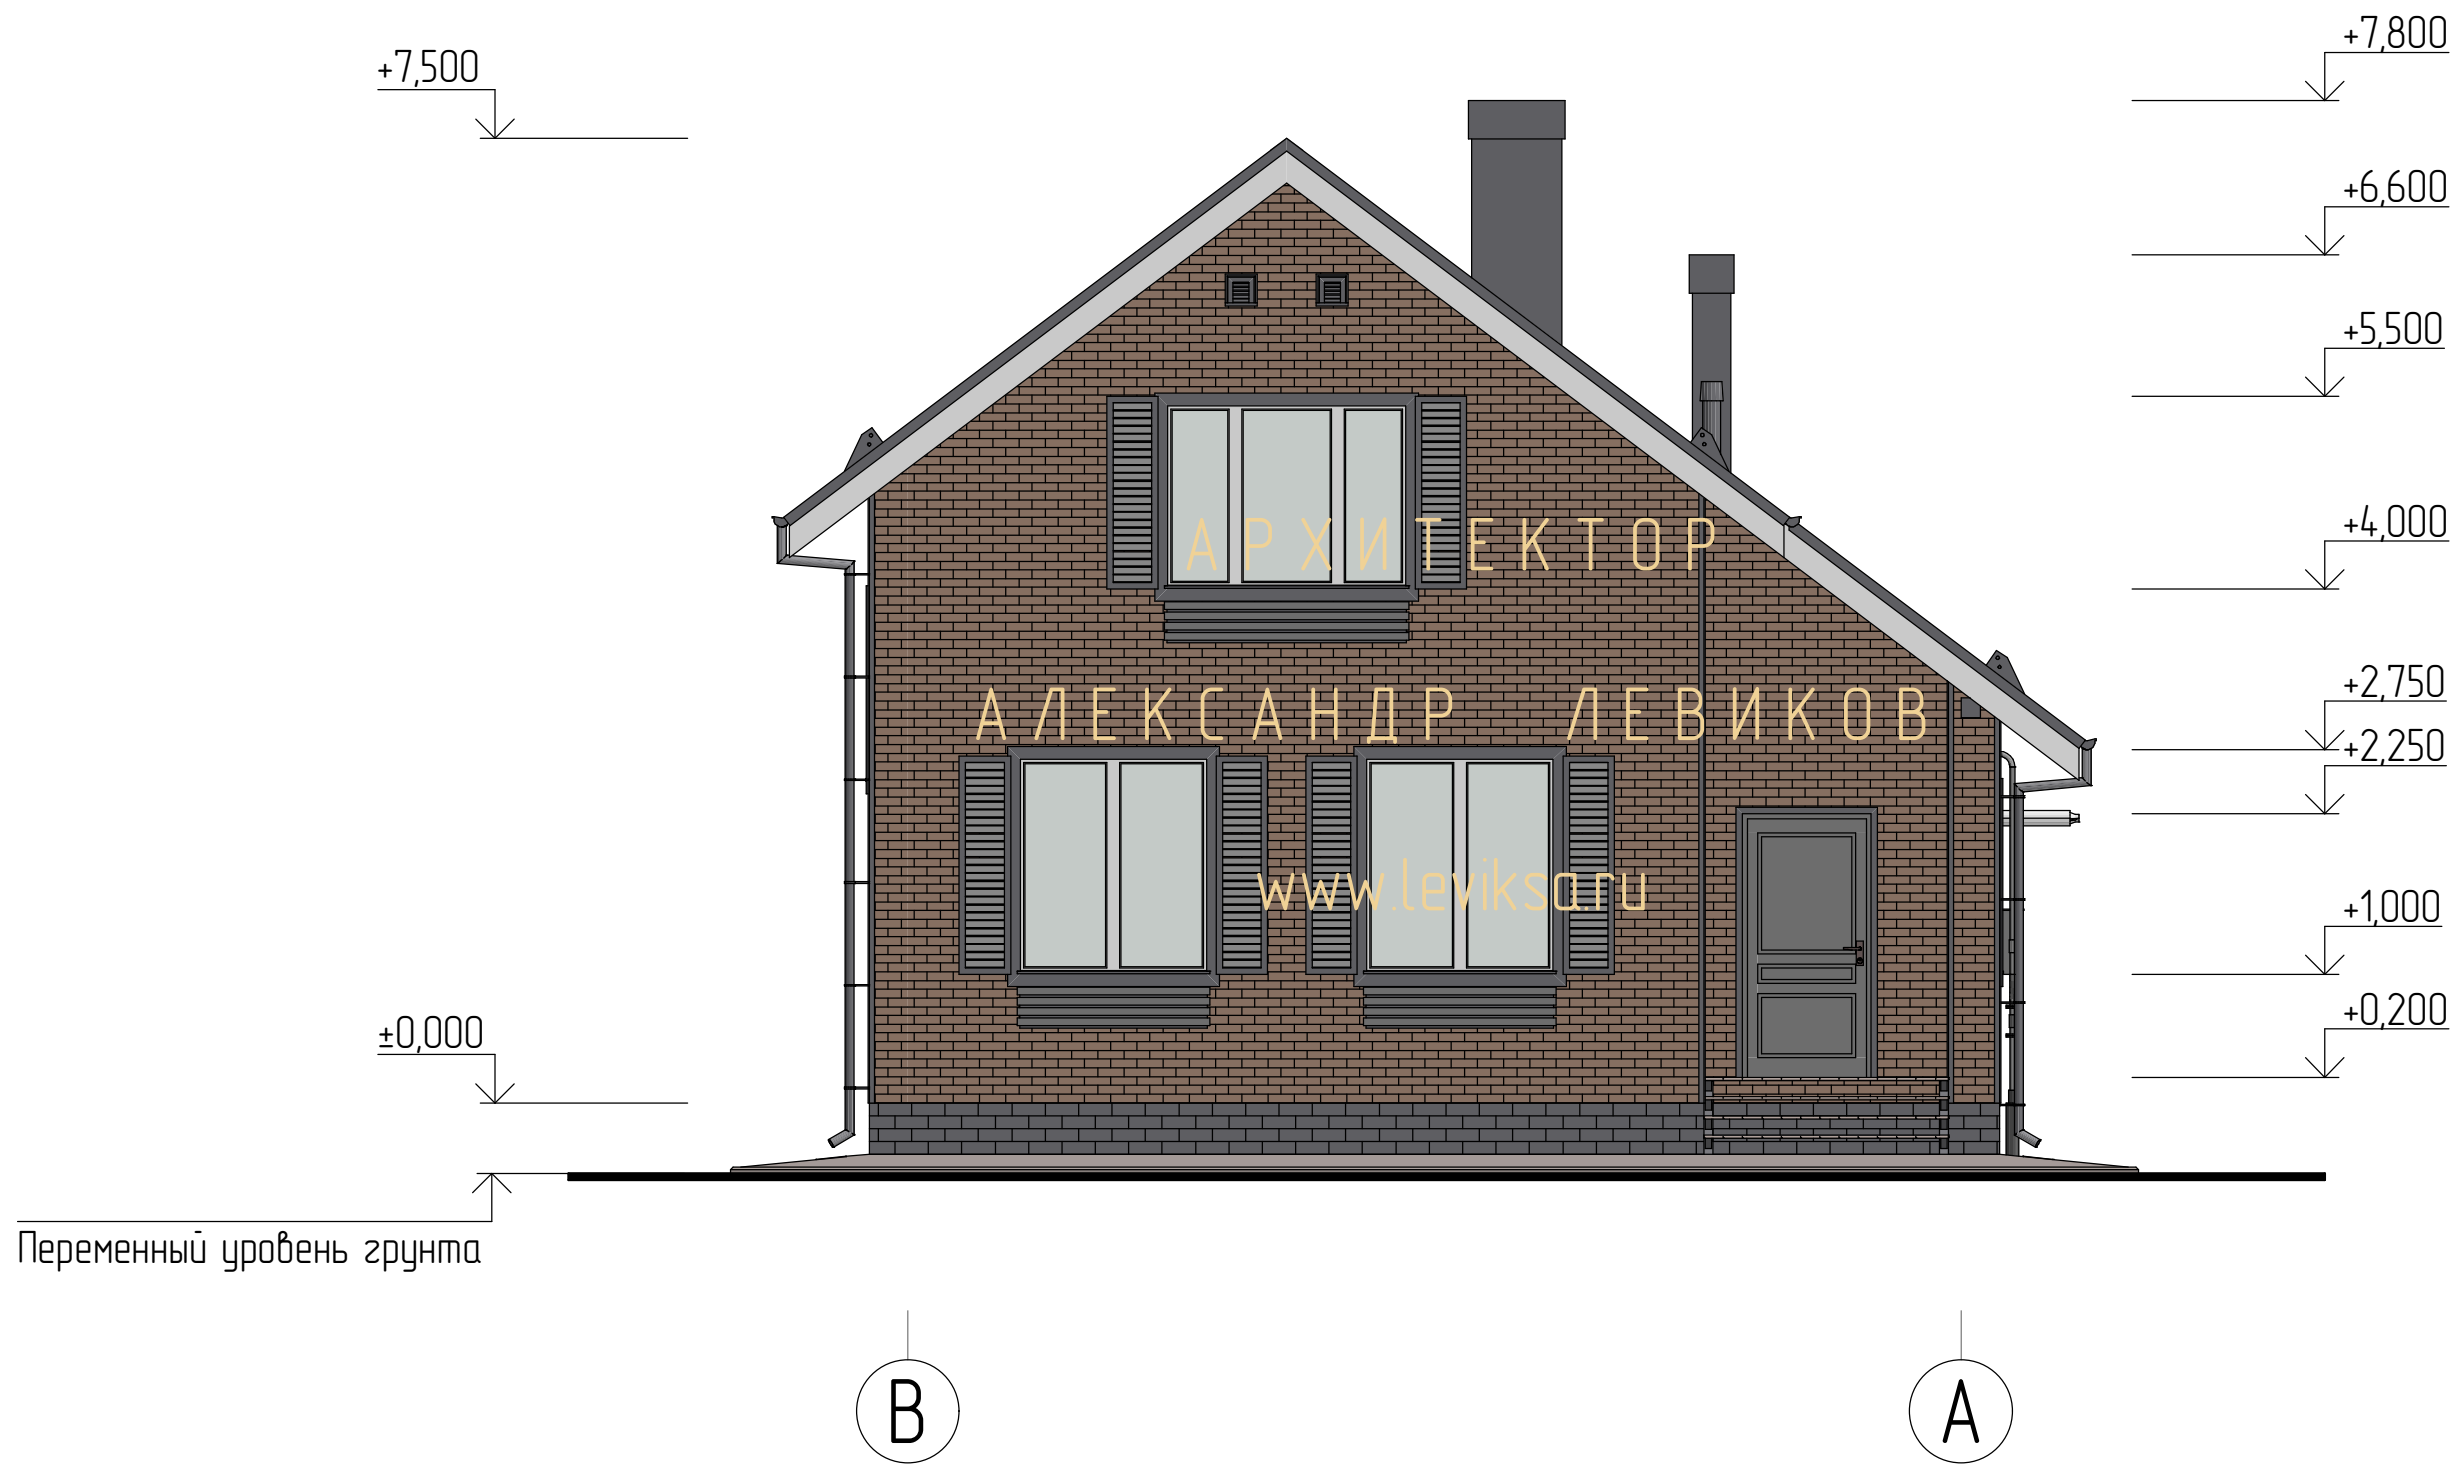 +7,500
+7,800
+6,600
+5,500
АРХИТЕКТОР
+4,000
АЛЕКСАНДР ЛЕВИКОВ
+2,750
+2,250
www.leviksa.ru
+1,000
±0,000
+0,200
Переменный уровень грунта
В
А